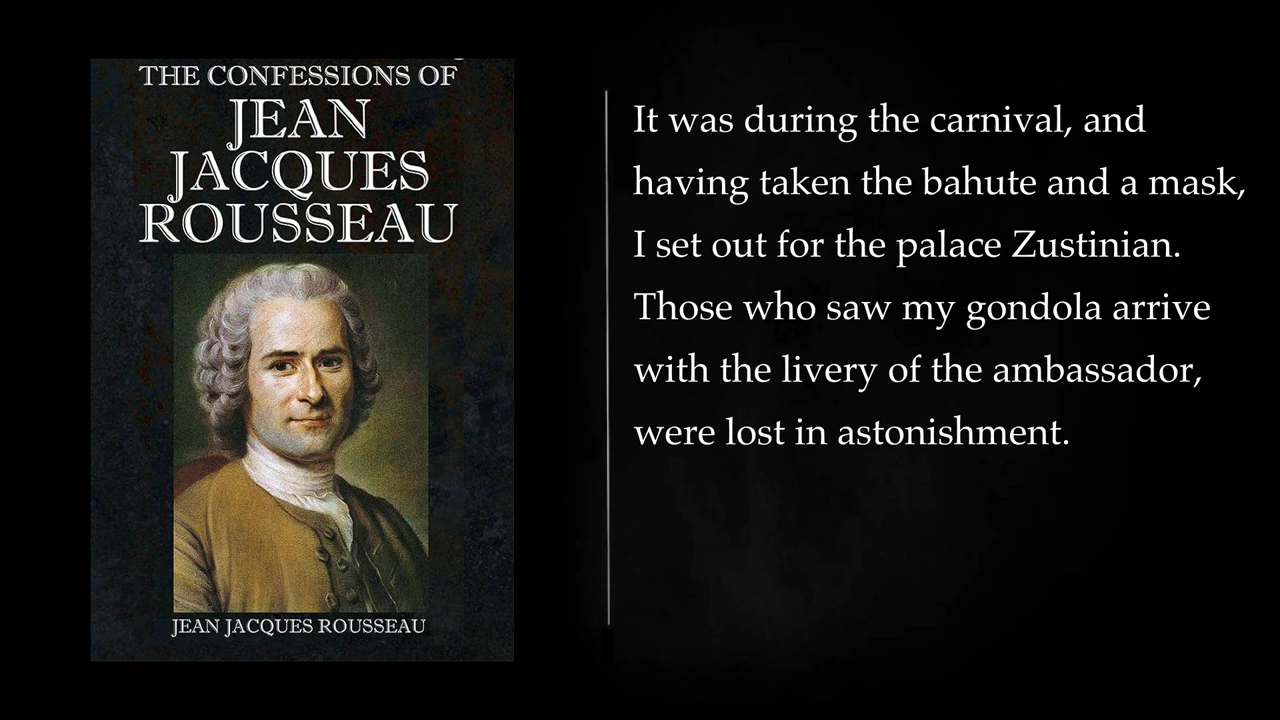 THE CONFESSIONS OF
JEAN
JACQUES
ROUSSEAU
JEAN JACQUES ROUSSEAU
It was during the carnival, and
having taken the bahute and a mask,
I set out for the palace Zustinian.
Those who saw my gondola arrive
with the livery of the ambassador,
were lost in astonishment.